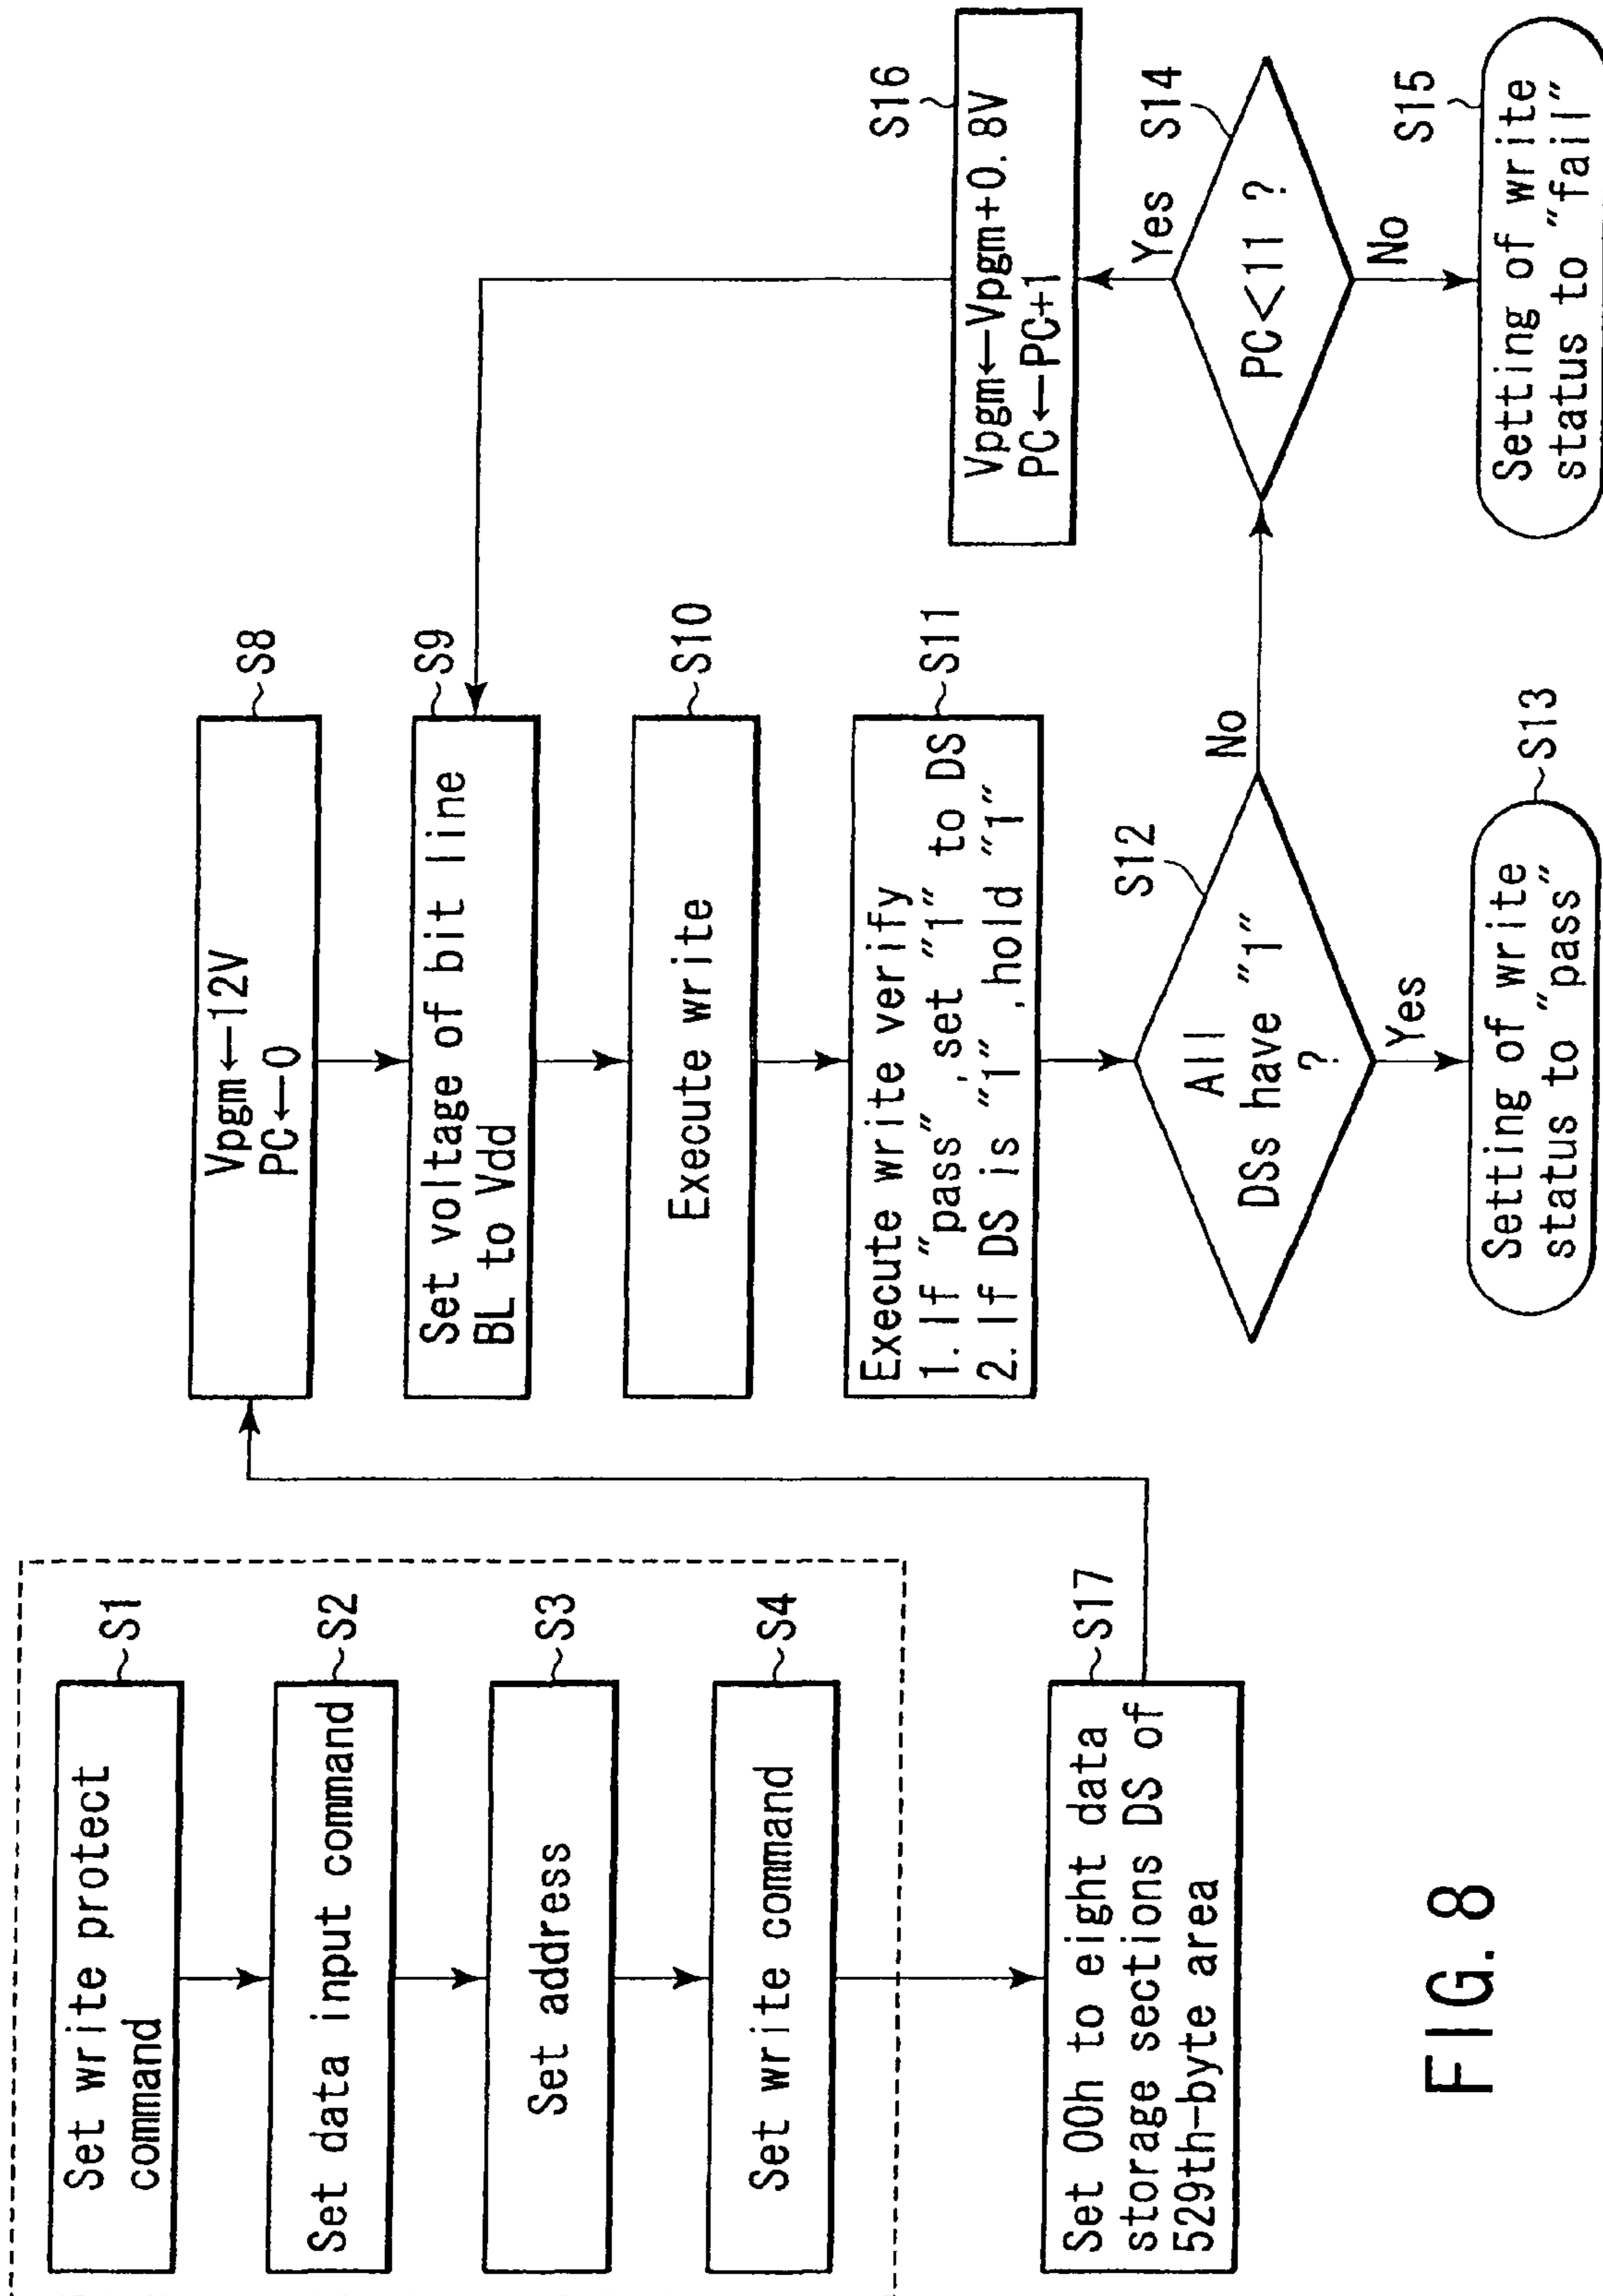 Set write protect
command
S1
Set data input command
S2
Set address
S3
Set write command
S4
Set 00h to eight data
storage sections DS of
529th-byte area
S17
Vpgm←12V
PC←0
S8
Set voltage of bit line
BL to Vdd
S9
Execute write
S10
Execute write verify
1. If "pass",set "1" to DS
2. If DS is "1",hold "1"
S11
All
DSs have "1"
?
S12
No
Yes
Setting of write
status to "pass"
S13
Vpgm←Vpgm+0.8V
PC←PC+1
S16
Yes
PC<11 ?
S14
No
Setting of write
status to "fail"
S15
FIG.8